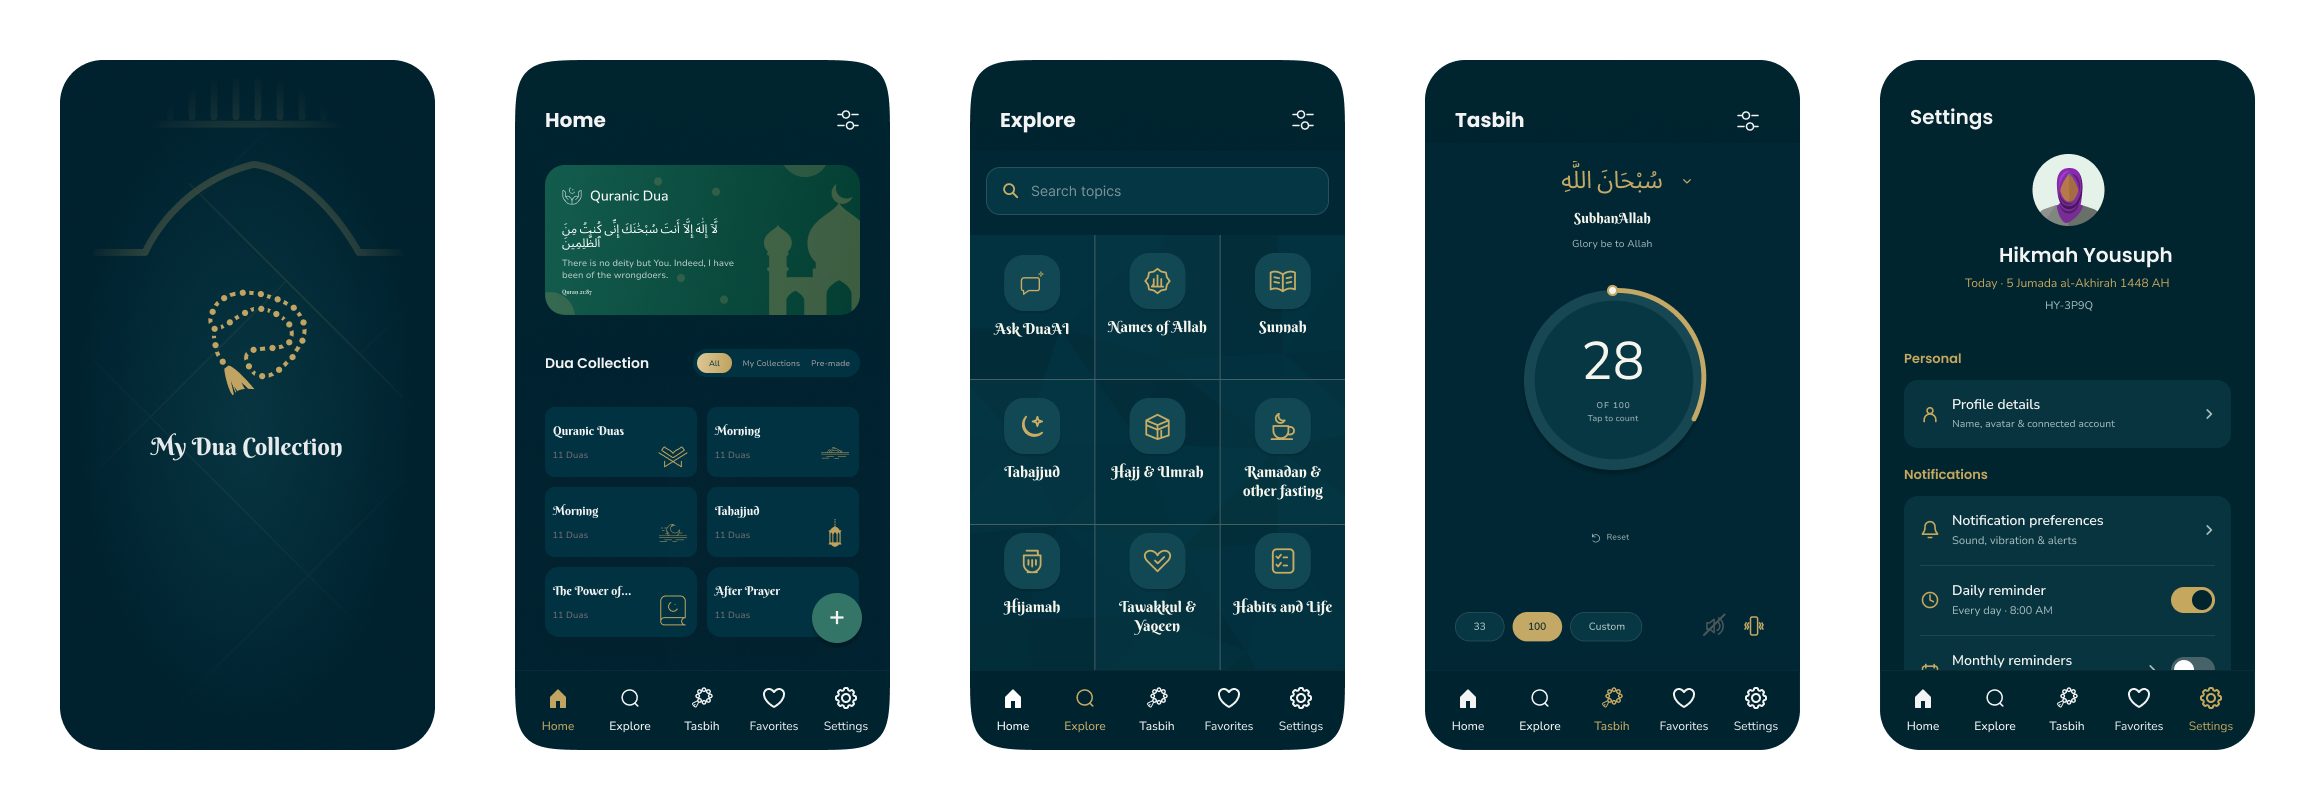 My Dua Collection
Home
Quranic Dua
لَّآ إِلَٰهَ إِلَّآ أَنتَ سُبْحَٰنَكَ إِنِّى كُنتُ مِنَ
ٱلظَّٰلِمِينَ
There is no deity but You. Indeed, I have
been of the wrongdoers.
Quran 21:87
Dua Collection
All
My Collections
Pre-made
Quranic Duas
11 Duas
Morning
11 Duas
Morning
11 Duas
Tahajjud
11 Duas
The Power of...
11 Duas
After Prayer
11 Duas
+
Home
Explore
Tasbih
Favorites
Settings
Explore
Search topics
Ask DuaAI
Names of Allah
Sunnah
Tahajjud
Hajj & Umrah
Ramadan &
other fasting
Hijamah
Tawakkul &
Yaqeen
Habits and Life
Home
Explore
Tasbih
Favorites
Settings
Tasbih
سُبْحَانَ اللَّهِ
SubhanAllah
Glory be to Allah
28
OF 100
Tap to count
Reset
33
100
Custom
Home
Explore
Tasbih
Favorites
Settings
Settings
Hikmah Yousuph
Today · 5 Jumada al-Akhirah 1448 AH
HY-3P9Q
Personal
Profile details
Name, avatar & connected account
Notifications
Notification preferences
Sound, vibration & alerts
Daily reminder
Every day · 8:00 AM
Monthly reminders
Home
Explore
Tasbih
Favorites
Settings